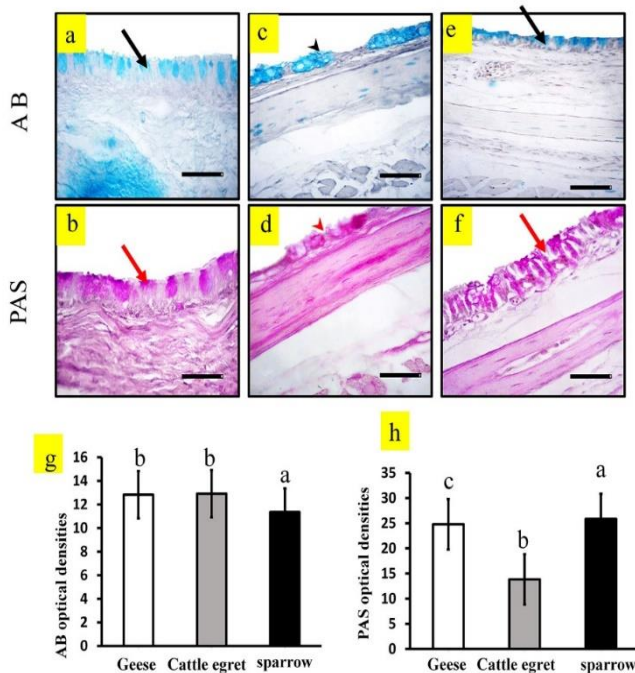 a
c
e
A B
b
d
f
PAS
g
h
AB optical densities
16
14
12
10
8
6
4
2
0
b
b
a
Geese
Cattle egret
sparrow
PAS optical densities
35
30
25
20
15
10
5
0
c
b
a
Geese
Cattle egret
sparrow